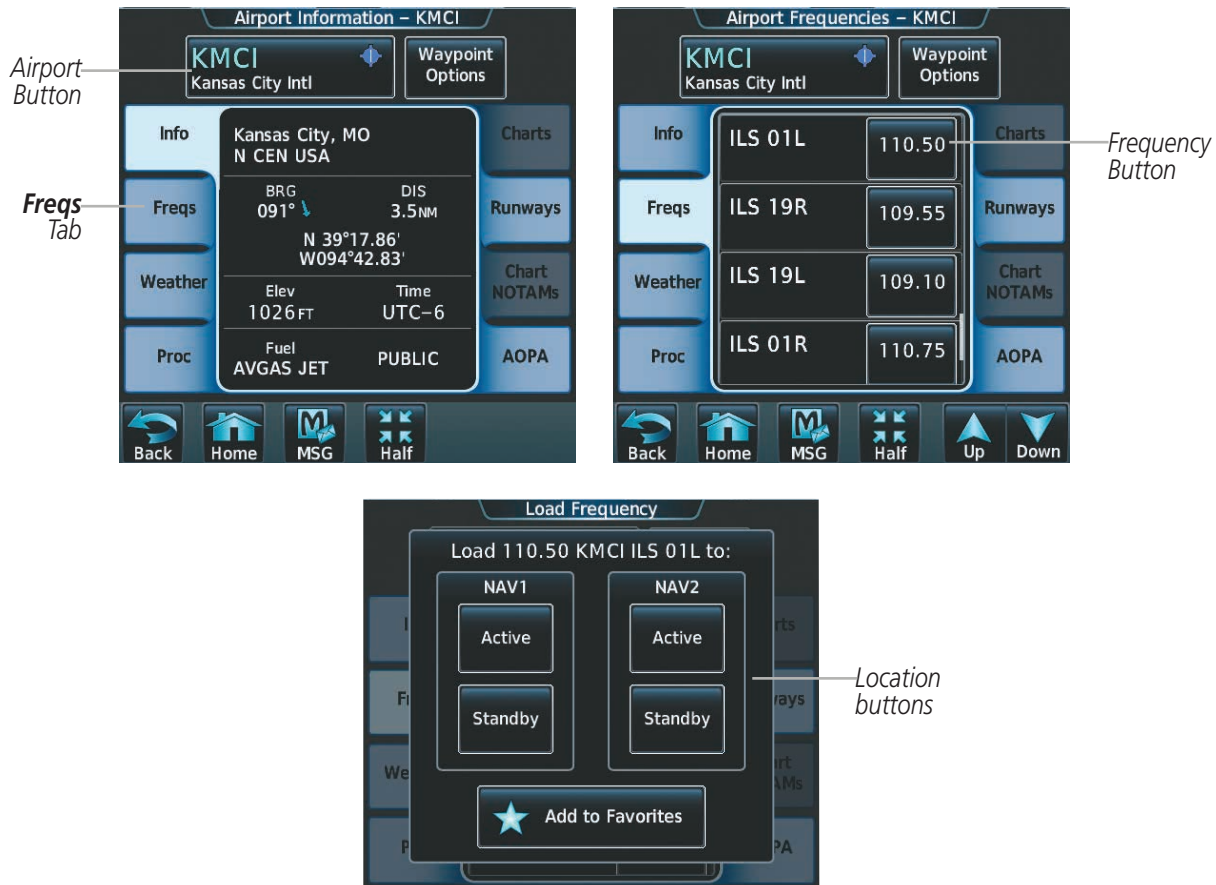 Airport Information – KMCI
KMCI
Kansas City Intl
Waypoint
Options
Airport
Button
Info
Freqs
Weather
Proc
Freqs
Tab
Kansas City, MO
N CEN USA
BRG
091°
DIS
3.5NM
N 39°17.86'
W094°42.83'
Elev
1026FT
Time
UTC–6
Fuel
AVGAS JET
PUBLIC
Charts
Runways
Chart
NOTAMs
AOPA
Back
Home
MSG
Half
Airport Frequencies – KMCI
KMCI
Kansas City Intl
Waypoint
Options
Info
Freqs
Weather
Proc
ILS 01L
110.50
ILS 19R
109.55
ILS 19L
109.10
ILS 01R
110.75
Charts
Runways
Chart
NOTAMs
AOPA
Frequency
Button
Back
Home
MSG
Half
Up
Down
Load Frequency
Load 110.50 KMCI ILS 01L to:
NAV1
Active
Standby
NAV2
Active
Standby
Add to Favorites
Location
buttons